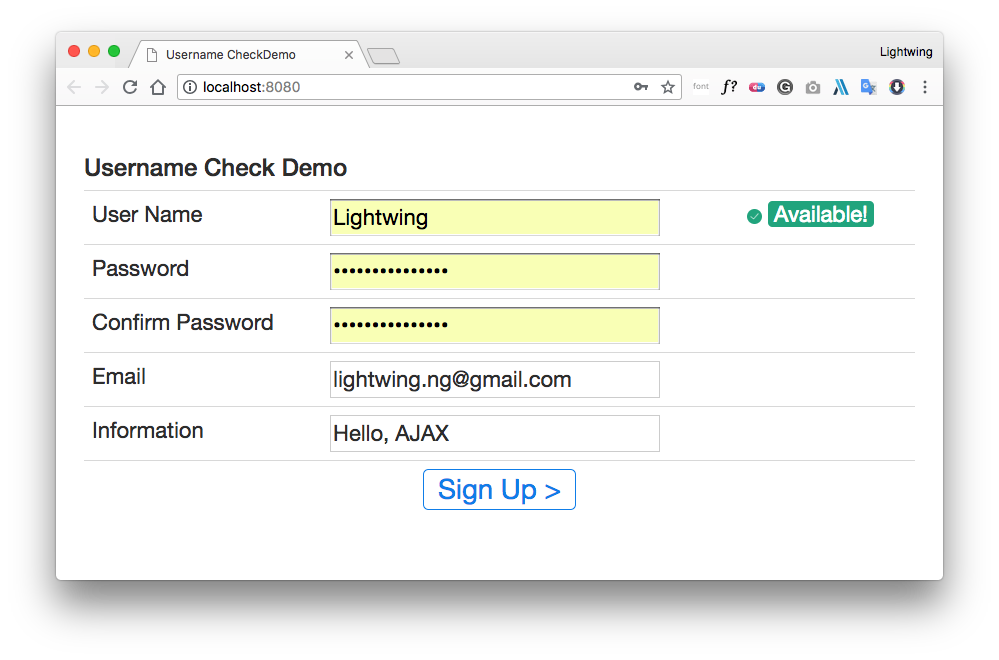 Username CheckDemo
Lightwing
localhost:8080
font f? du G
Username Check Demo
User Name Lightwing Available!
Password •••••••••••••••
Confirm Password •••••••••••••••
Email lightwing.ng@gmail.com
Information Hello, AJAX
Sign Up >